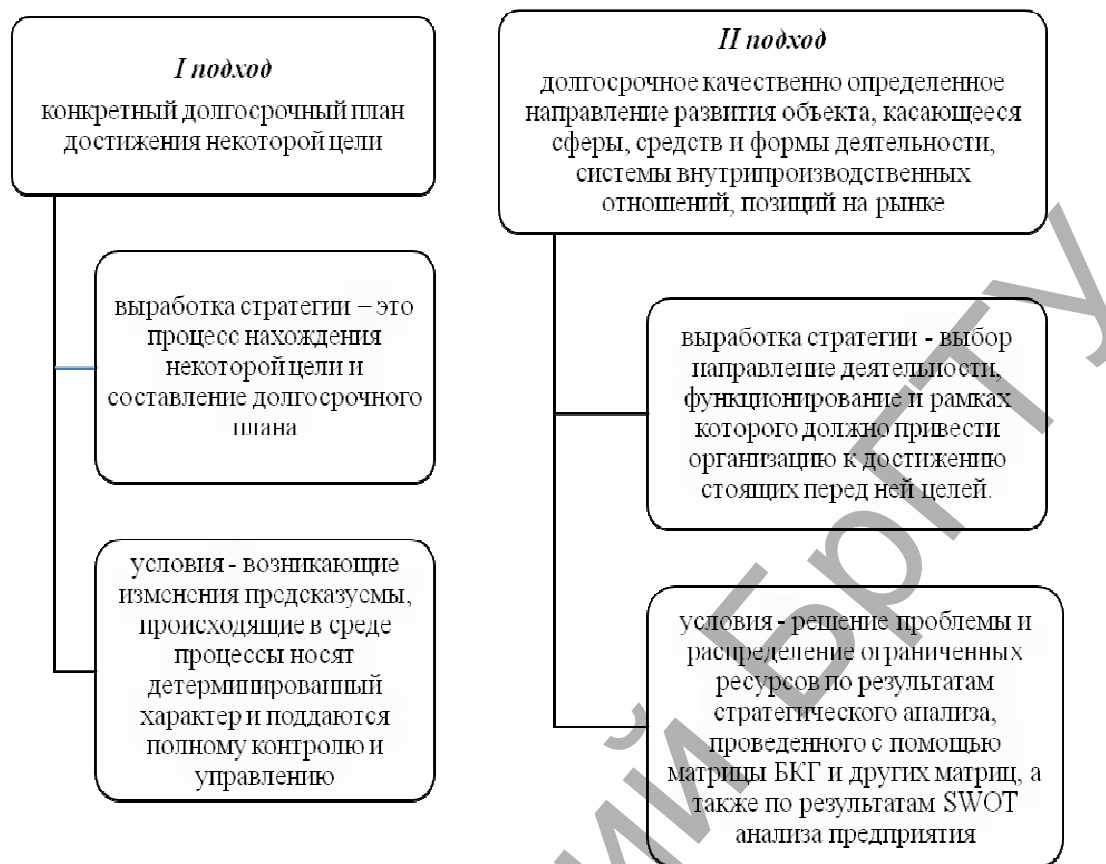 I подход
конкретный долгосрочный план
достижения некоторой цели
выработка стратегии – это
процесс нахождения
некоторой цели и
составление долгосрочного
плана
условия - возникающие
изменения предсказуемы,
происходящие в среде
процессы носят
детерминированный
характер и поддаются
полному контролю и
управлению
II подход
долгосрочное качественно определенное
направление развития объекта, касающееся
сферы, средств и формы деятельности,
системы внутрипроизводственных
отношений, позиций на рынке
выработка стратегии - выбор
направление деятельности,
функционирование и рамках
которого должно привести
организацию к достижению
стоящих перед ней целей.
условия - решение проблемы и
распределение ограниченных
ресурсов по результатам
стратегического анализа,
проведенного с помощью
матрицы БКГ и других матриц, а
также по результатам SWOT
анализа предприятия
БрГТУ